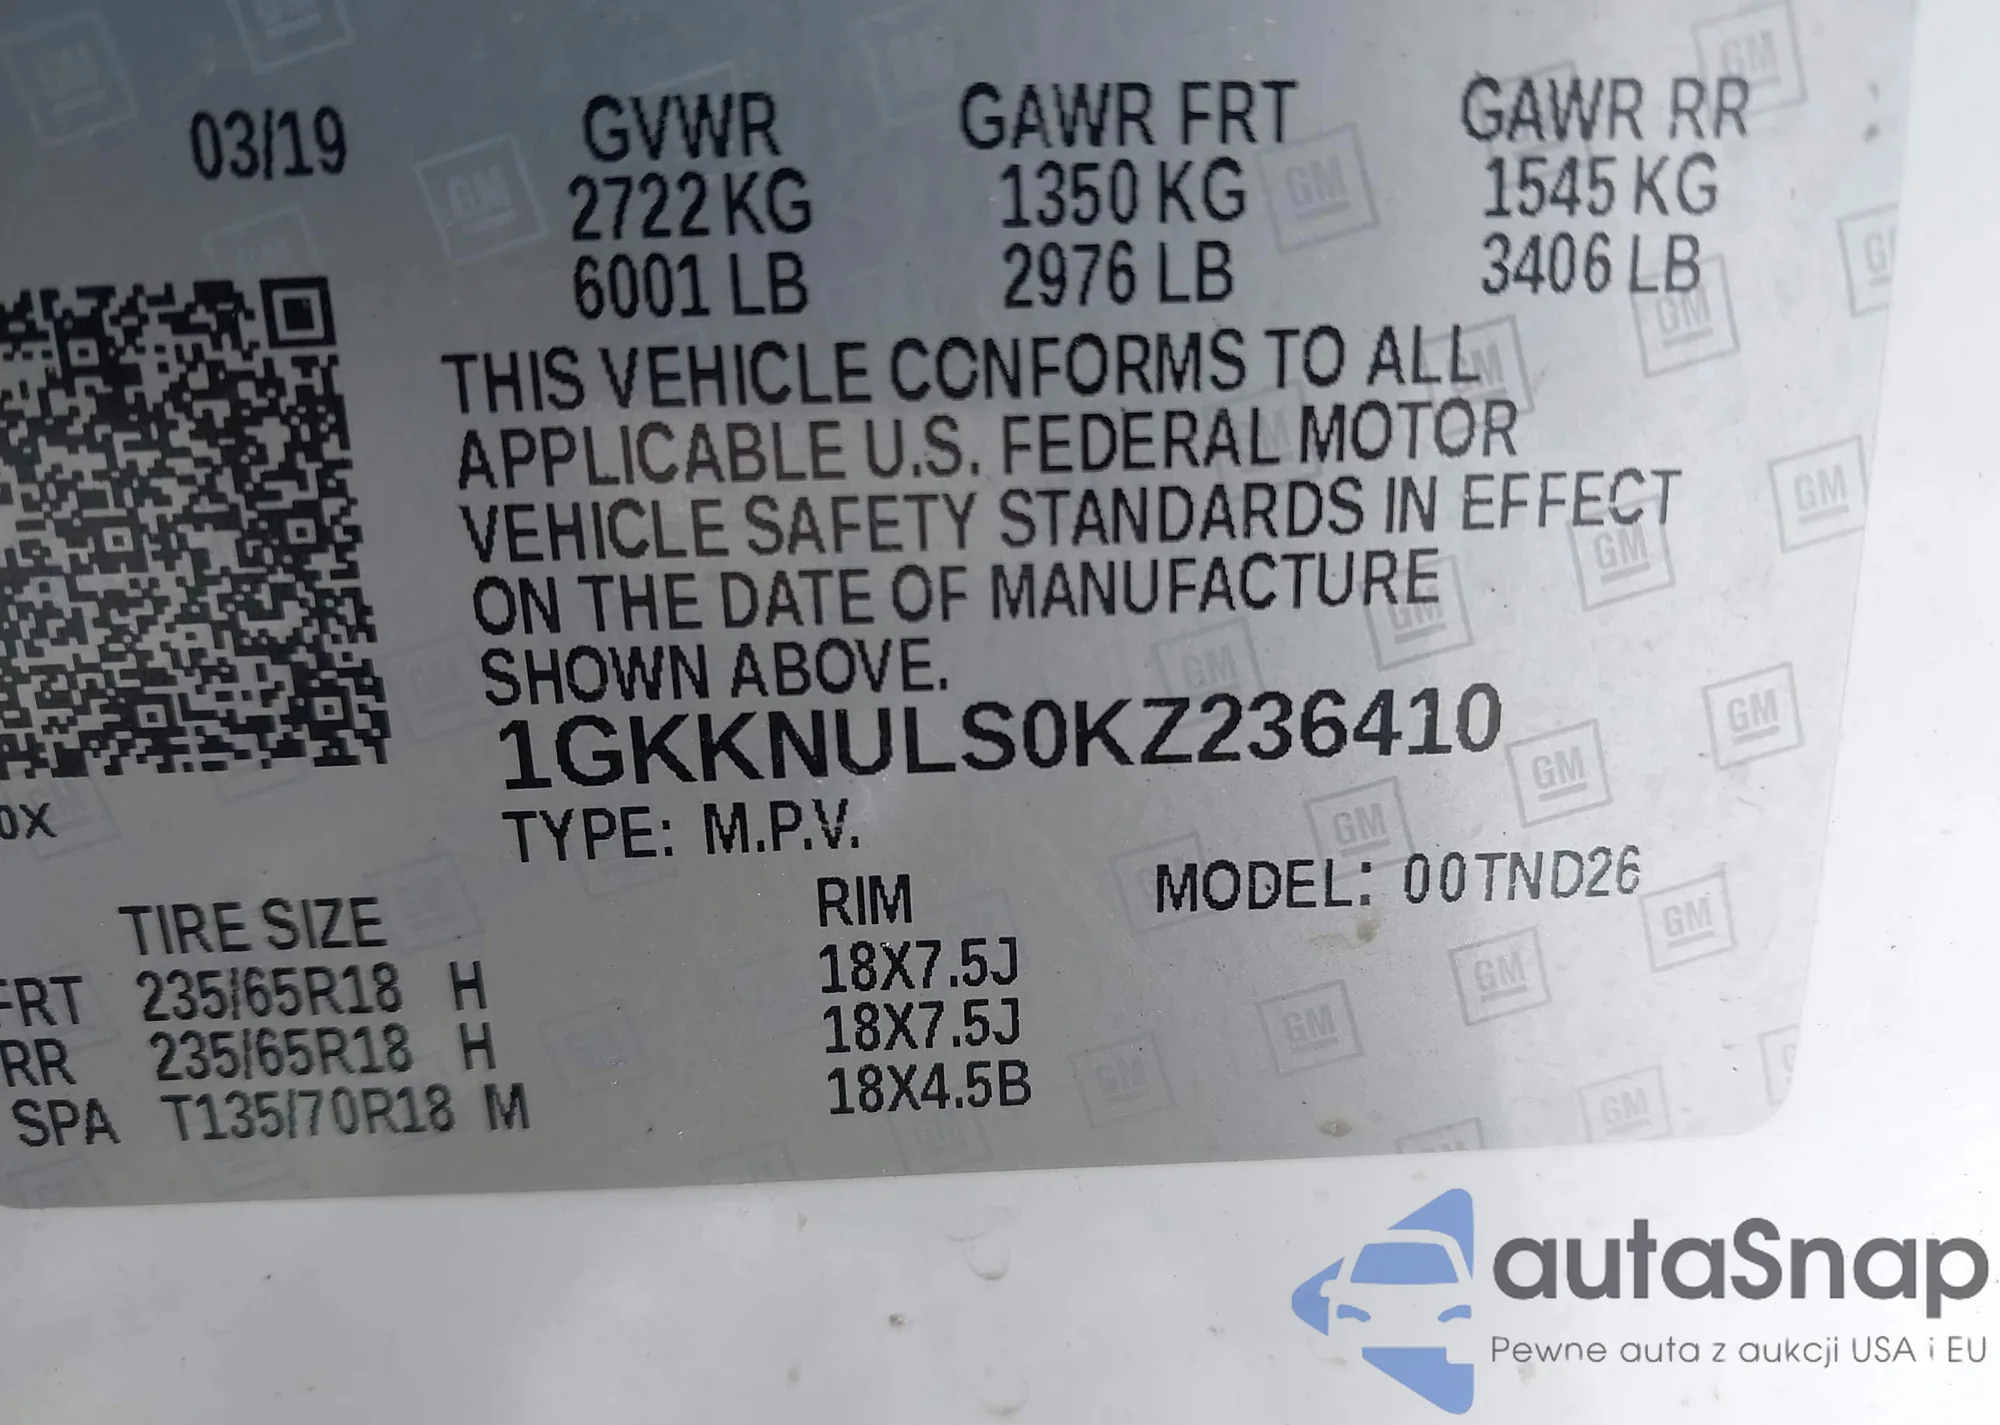 03/19 GVWR GAWR FRT GAWR RR
2722 KG 1350 KG 1545 KG
6001 LB 2976 LB 3406 LB
THIS VEHICLE CONFORMS TO ALL
APPLICABLE U.S. FEDERAL MOTOR
VEHICLE SAFETY STANDARDS IN EFFECT
ON THE DATE OF MANUFACTURE
SHOWN ABOVE.
1GKKNULS0KZ236410
0X
TYPE: M.P.V.
MODEL: 00TND26
TIRE SIZE RIM
FRT 235/65R18 H 18X7.5J
RR 235/65R18 H 18X7.5J
SPA T135/70R18 M 18X4.5B
GM
autaSnap
Pewne auta z aukcji USA i EU